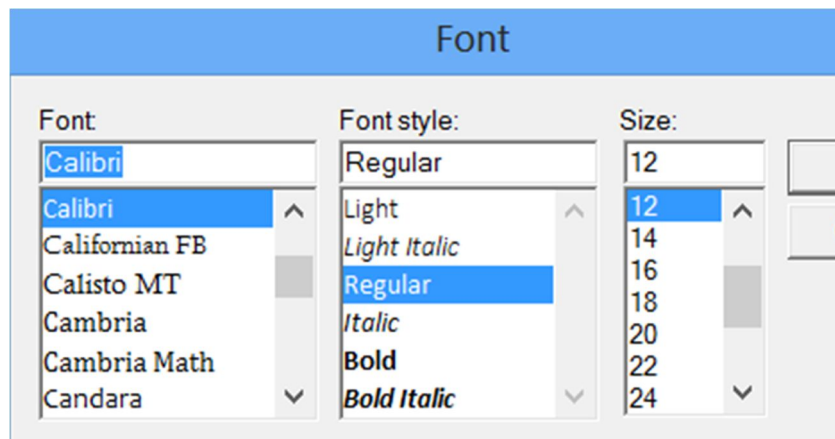 Font
Font:
Calibri
Calibri
Californian FB
Calisto MT
Cambria
Cambria Math
Candara
Font style:
Regular
Light
Light Italic
Regular
Italic
Bold
Bold Italic
Size:
12
12
14
16
18
20
22
24